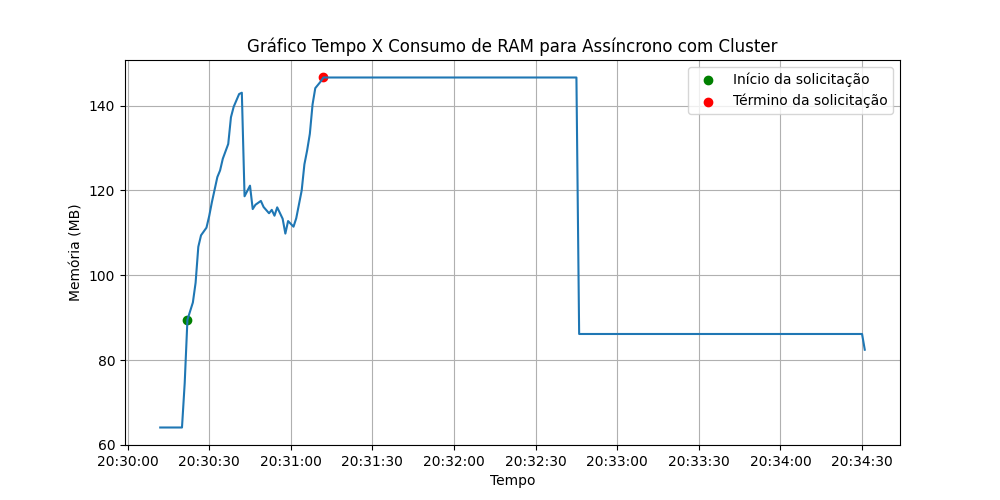 Gráfico Tempo X Consumo de RAM para Assíncrono com Cluster
Início da solicitação
Término da solicitação
Memória (MB)
140
120
100
80
60
20:30:00 20:30:30 20:31:00 20:31:30 20:32:00 20:32:30 20:33:00 20:33:30 20:34:00 20:34:30
Tempo